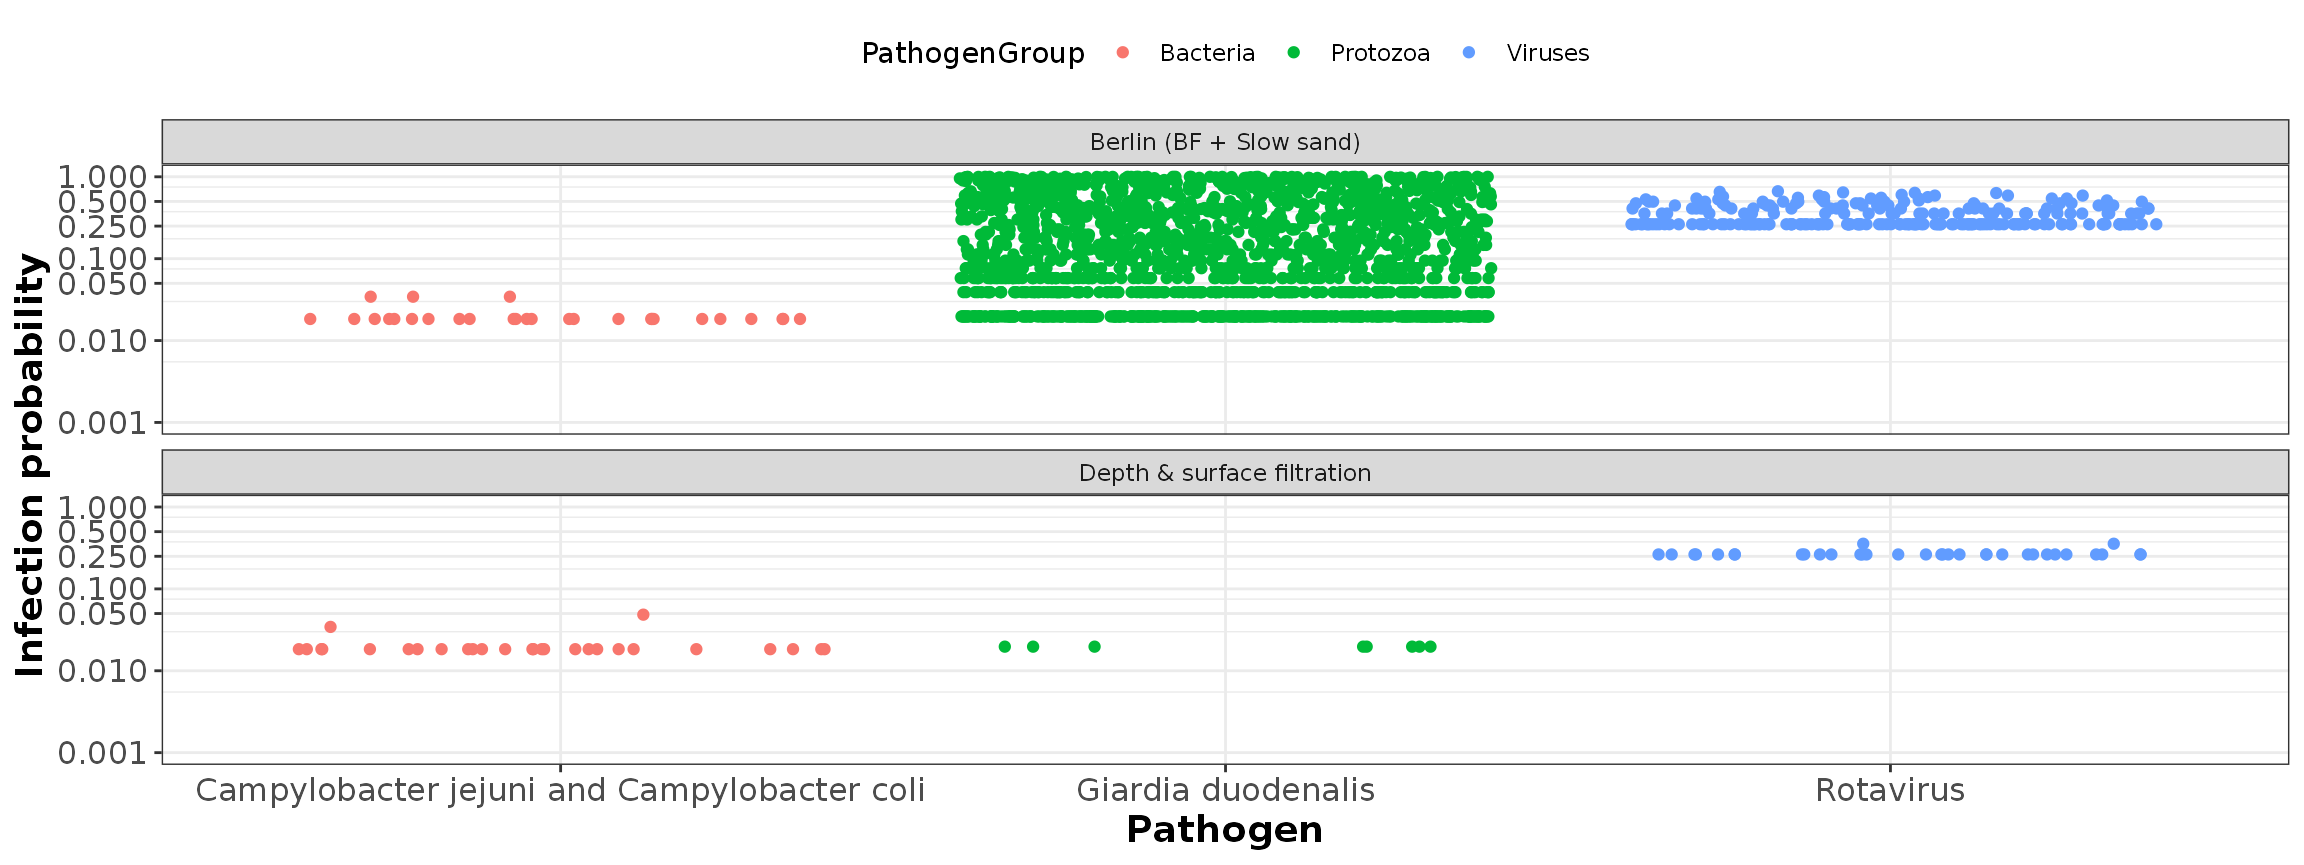 PathogenGroup Bacteria Protozoa Viruses
Berlin (BF + Slow sand)
1.000
0.500
0.250
0.100
0.050
0.010
0.001
Infection probability
Depth & surface filtration
1.000
0.500
0.250
0.100
0.050
0.010
0.001
Campylobacter jejuni and Campylobacter coli Giardia duodenalis Rotavirus
Pathogen